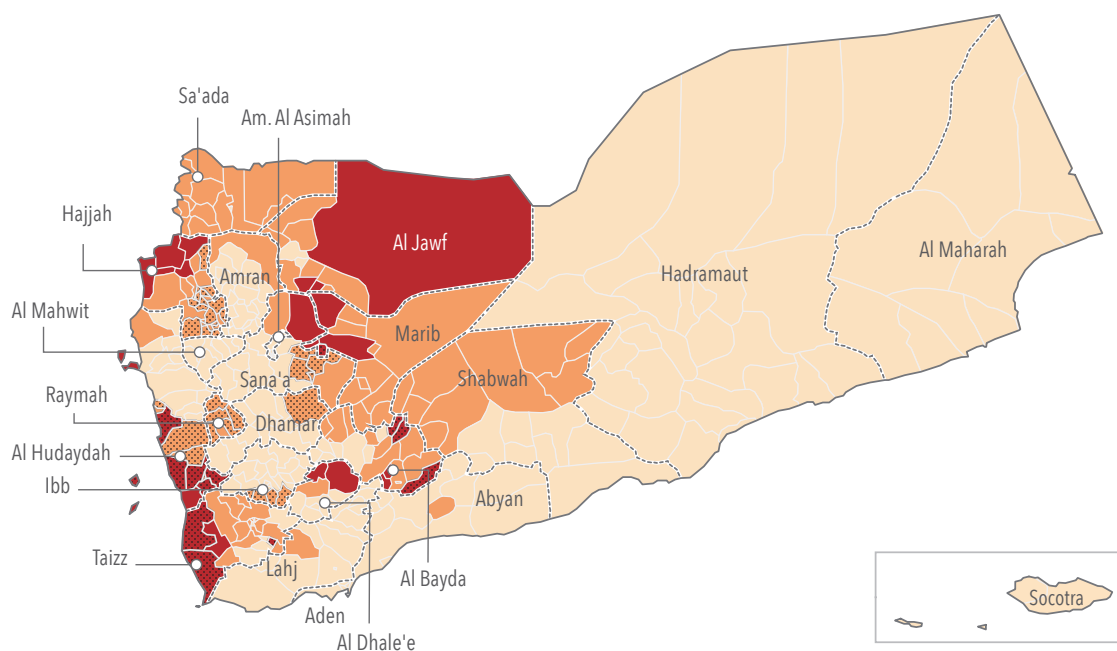 Sa'ada
Am. Al Asimah
Hajjah
Al Jawf
Al Maharah
Amran
Hadramaut
Al Mahwit
Marib
Sana'a
Shabwah
Raymah
Dhamar
Al Hudaydah
Ibb
Abyan
Taizz
Lahj
Al Bayda
Socotra
Aden
Al Dhale'e